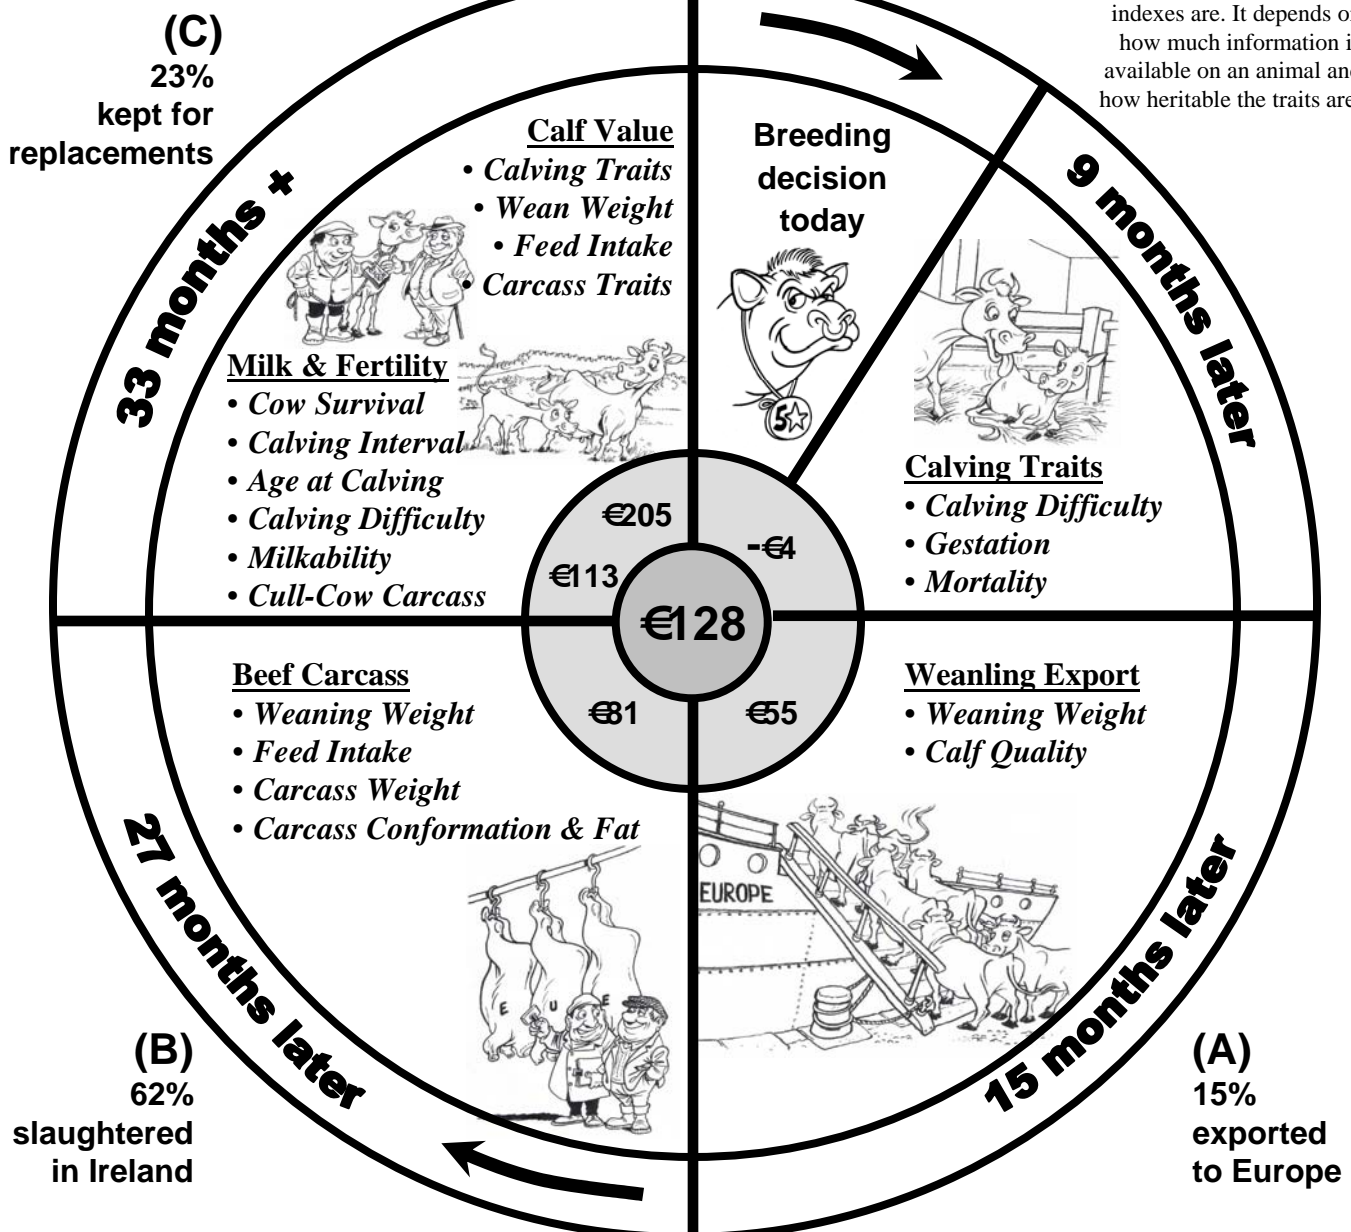 indexes are. It depends o
how much information i
available on an animal an
how heritable the traits are
(C)
23%
kept for
replacements
33 months +
Calf Value
• Calving Traits
• Wean Weight
• Feed Intake
• Carcass Traits
Milk & Fertility
• Cow Survival
• Calving Interval
• Age at Calving
• Calving Difficulty
• Milkability
• Cull-Cow Carcass
Breeding
decision
today
5
9 months later
Calving Traits
• Calving Difficulty
• Gestation
• Mortality
€205
-€4
€113
€128
€81
€55
Beef Carcass
• Weaning Weight
• Feed Intake
• Carcass Weight
• Carcass Conformation & Fat
E U E
27 months later
(B)
62%
slaughtered
in Ireland
Weanling Export
• Weaning Weight
• Calf Quality
EUROPE
15 months later
(A)
15%
exported
to Europe